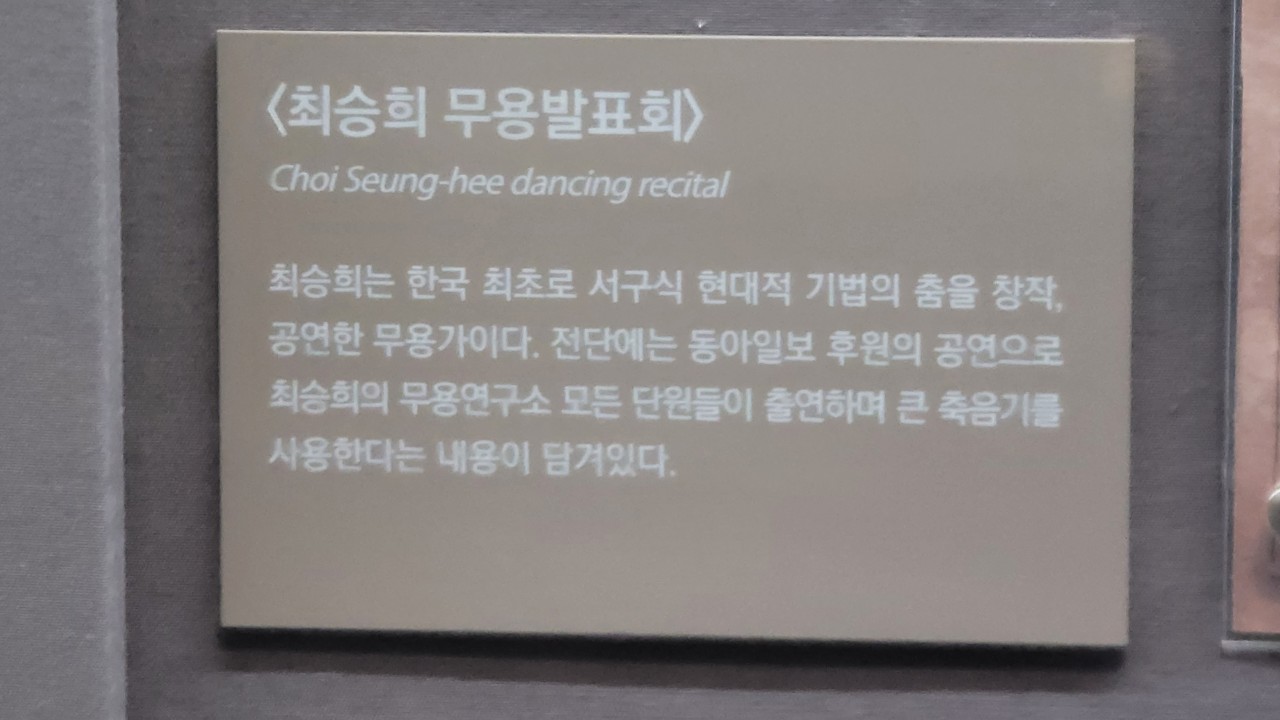 〈최승희 무용발표회〉
Choi Seung-hee dancing recital
최승희는 한국 최초로 서구식 현대적 기법의 춤을 창작,
공연한 무용가이다. 전단에는 동아일보 후원의 공연으로
최승희의 무용연구소 모든 단원들이 출연하며 큰 축음기를
사용한다는 내용이 담겨있다.